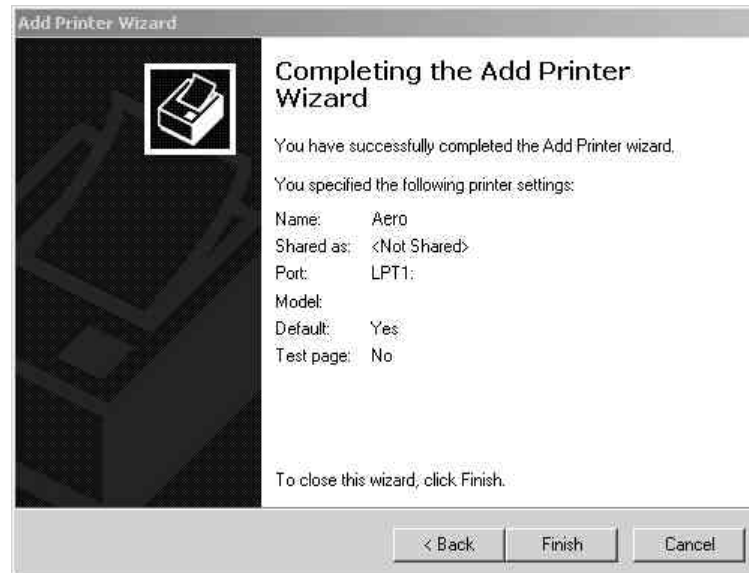 Add Printer Wizard
Completing the Add Printer
Wizard
You have successfully completed the Add Printer wizard.
You specified the following printer settings:
Name: Aero
Shared as: <Not Shared>
Port: LPT1:
Model:
Default: Yes
Test page: No
To close this wizard, click Finish.
< Back Finish Cancel